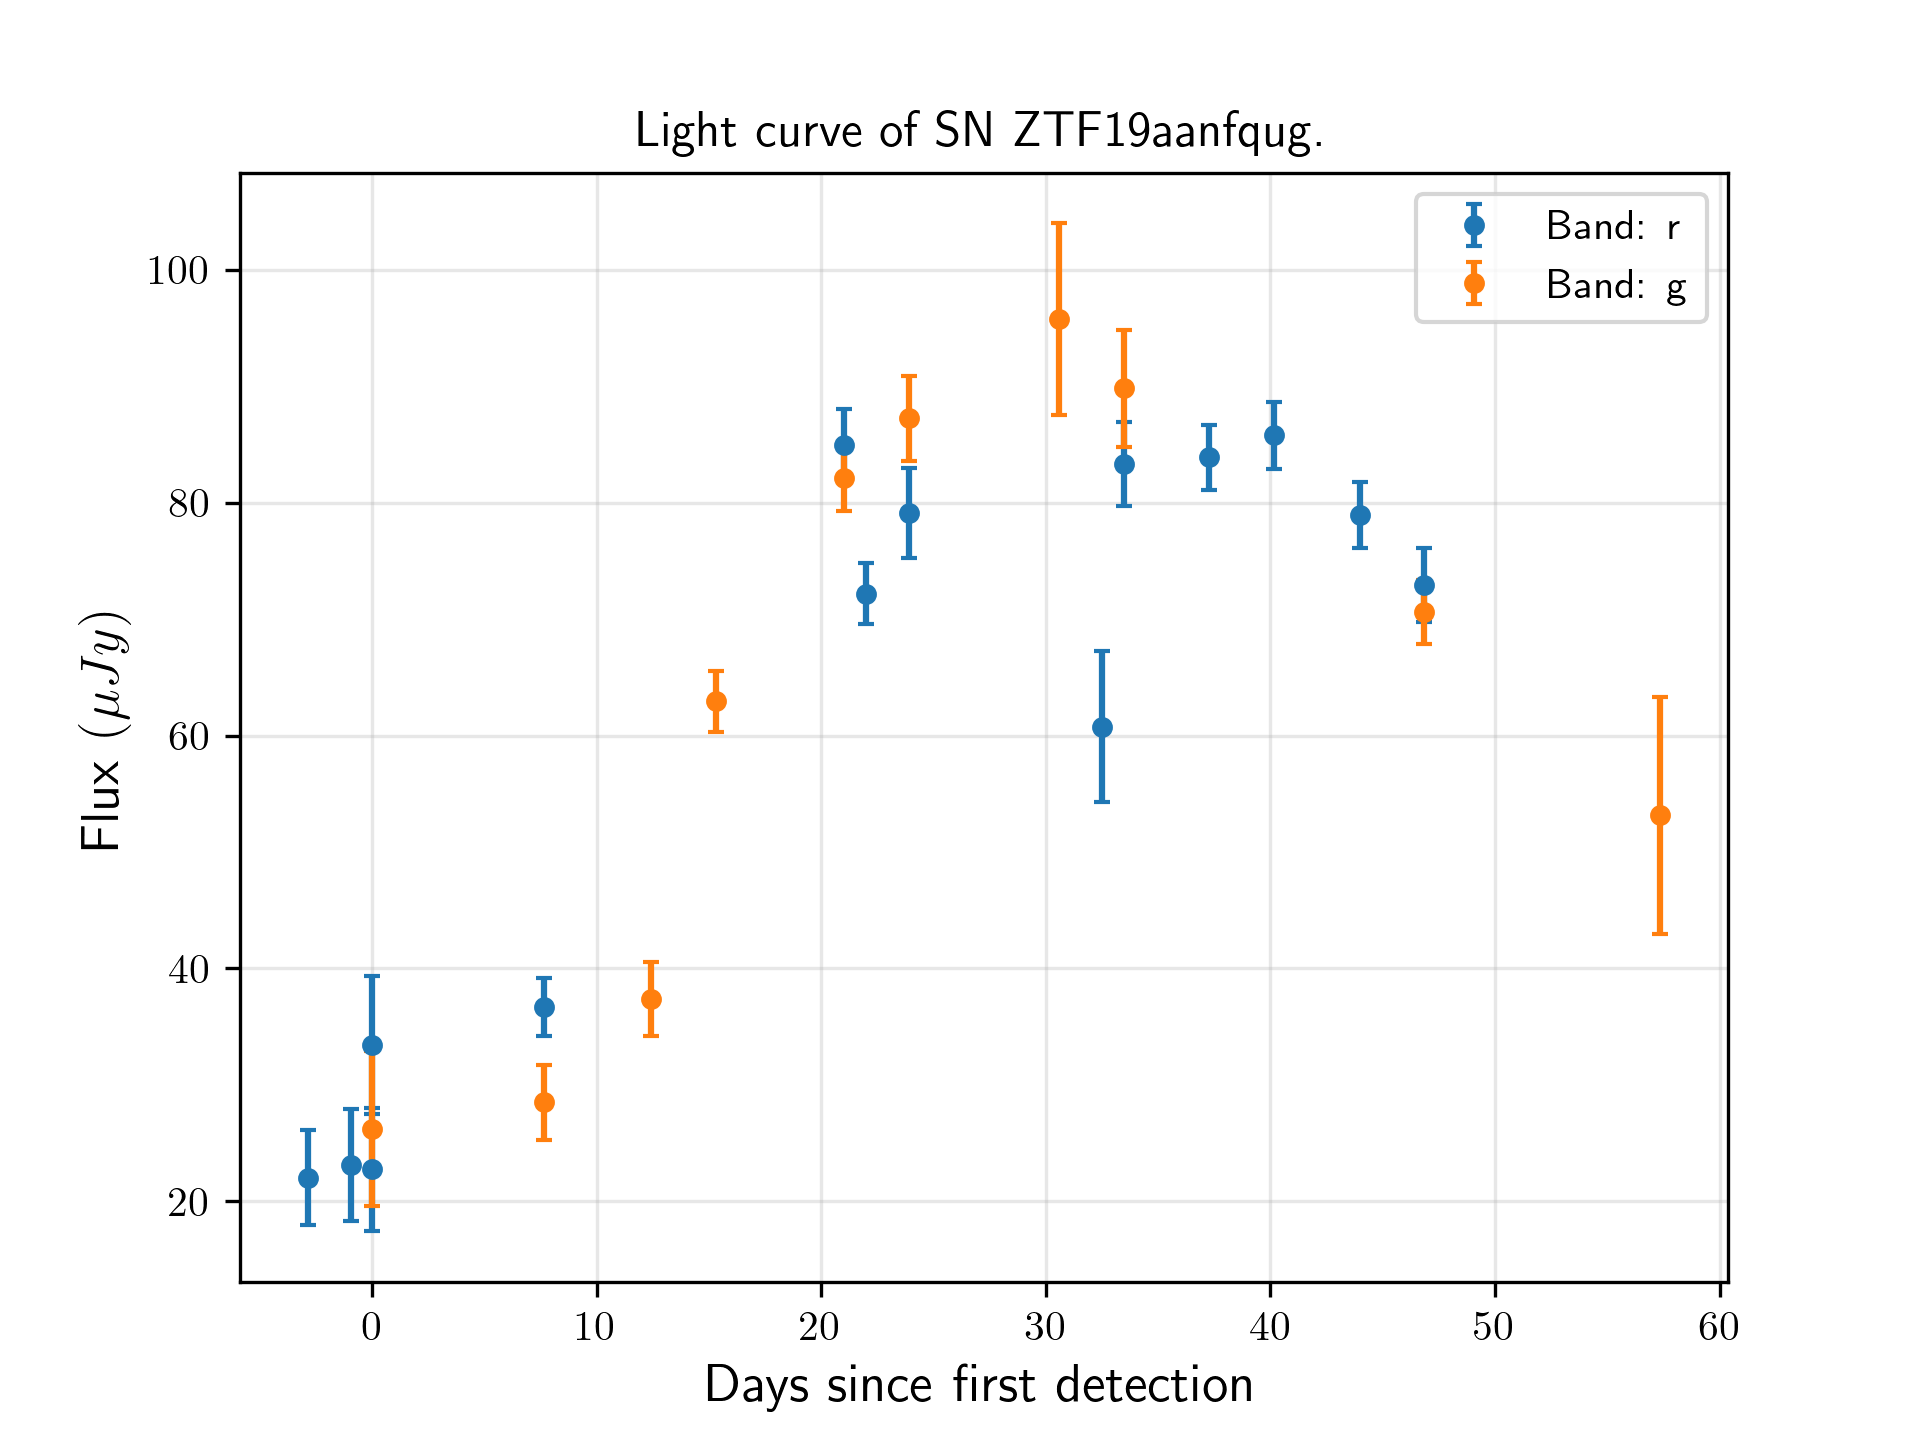 Light curve of SN ZTF19aanfqug.
Band: r
Band: g
Flux (μJy)
100
80
60
40
20
0 10 20 30 40 50 60
Days since first detection